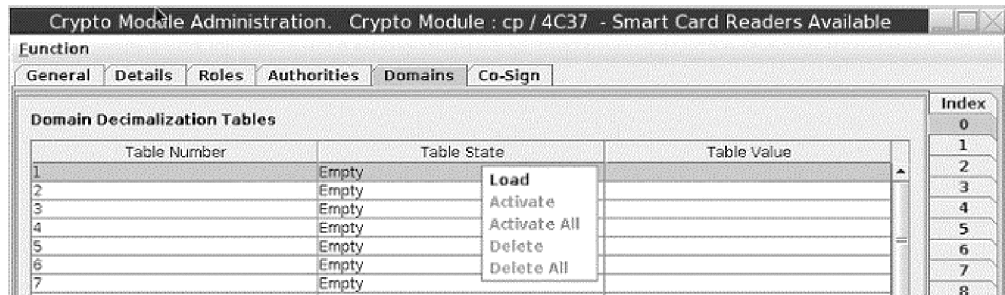 Crypto Module Administration. Crypto Module : cp / 4C37 - Smart Card Readers Available
Function
General Details Roles Authorities Domains Co-Sign
Index
Domain Decimalization Tables
0
Table Number Table State Table Value
1
1 Empty
2
Load
2 Empty
3
3 Empty
Activate
4
4 Empty
Activate All
5
5 Empty
Delete
6
6 Empty
Delete All
7
7 Empty
8